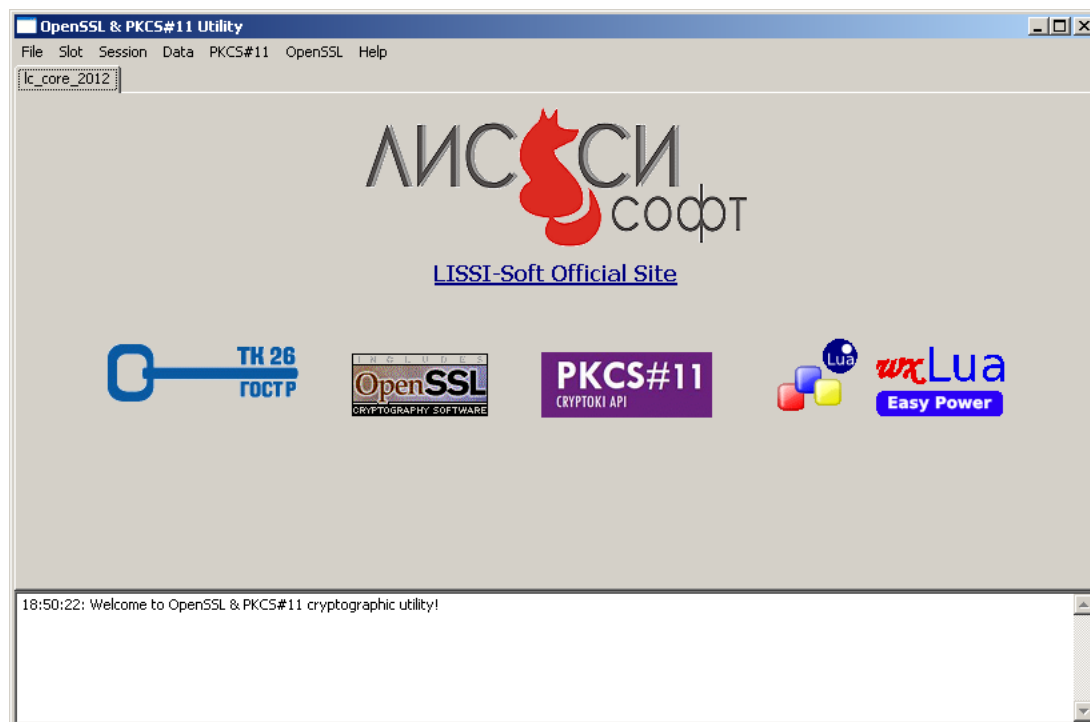 OpenSSL & PKCS#11 Utility
File Slot Session Data PKCS#11 OpenSSL Help
lc_core_2012
ЛИССИ
СОФТ
LISSI-Soft Official Site
ТК 26
ГОСТ Р
INCLUDES
OpenSSL
CRYPTOGRAPHY SOFTWARE
PKCS#11
CRYPTOKI API
Lua
wxLua
Easy Power
18:50:22: Welcome to OpenSSL & PKCS#11 cryptographic utility!